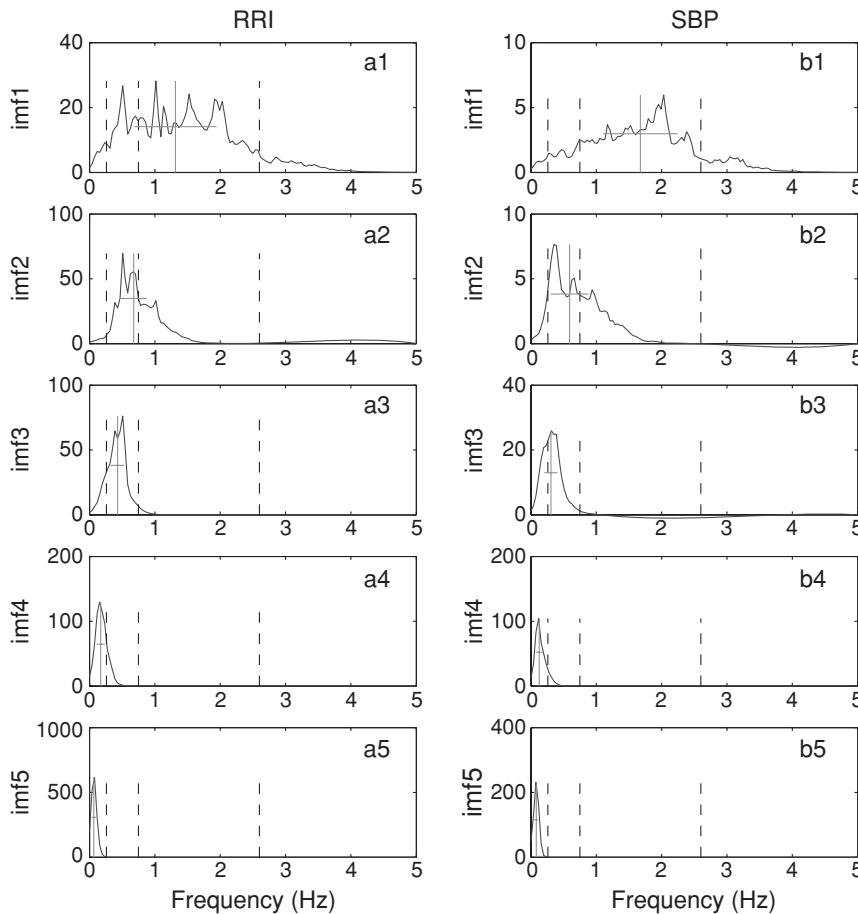 RRI SBP
40 a1 10 b1
imf1 20 imf1 5
0 0
0 1 2 3 4 5 0 1 2 3 4 5
100 a2 10 b2
imf2 50 imf2 5
0 0
0 1 2 3 4 5 0 1 2 3 4 5
100 a3 40 b3
imf3 50 imf3 20
0 0
0 1 2 3 4 5 0 1 2 3 4 5
200 a4 200 b4
imf4 100 imf4 100
0 0
0 1 2 3 4 5 0 1 2 3 4 5
1000 a5 400 b5
imf5 500 imf5 200
0 0
0 1 2 3 4 5 0 1 2 3 4 5
Frequency (Hz) Frequency (Hz)